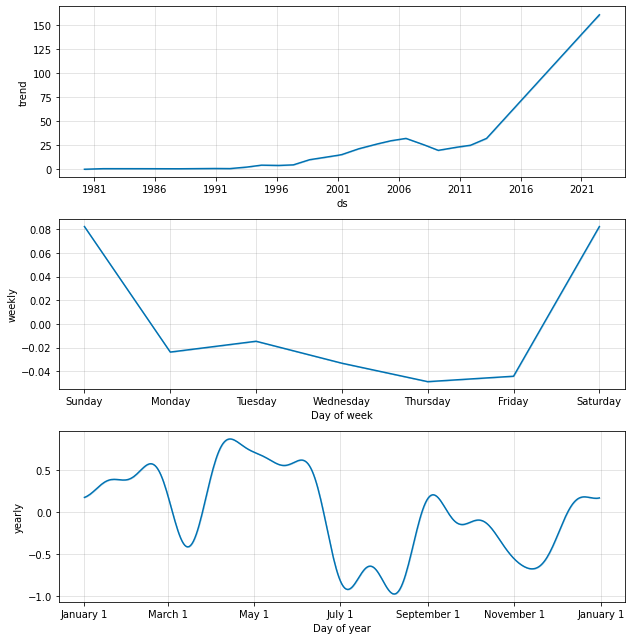 150
125
100
75
50
25
0
trend
1981 1986 1991 1996 2001 2006 2011 2016 2021
ds
0.08
0.06
0.04
0.02
0.00
−0.02
−0.04
weekly
Sunday Monday Tuesday Wednesday Thursday Friday Saturday
Day of week
0.5
0.0
−0.5
−1.0
yearly
January 1 March 1 May 1 July 1 September 1 November 1 January 1
Day of year